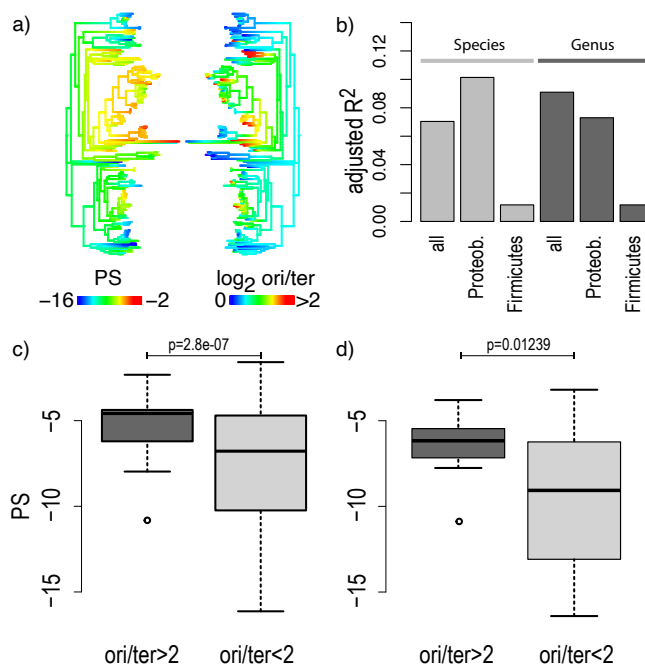 a)
PS
−16 −2
log2 ori/ter
0 >2
b)
adjusted R2
0.12
0.08
0.04
0.00
Species
Genus
all
Proteob.
Firmicutes
all
Proteob.
Firmicutes
c)
p=2.8e-07
PS
−5
−10
−15
ori/ter>2
ori/ter<2
d)
p=0.01239
−5
−10
−15
ori/ter>2
ori/ter<2